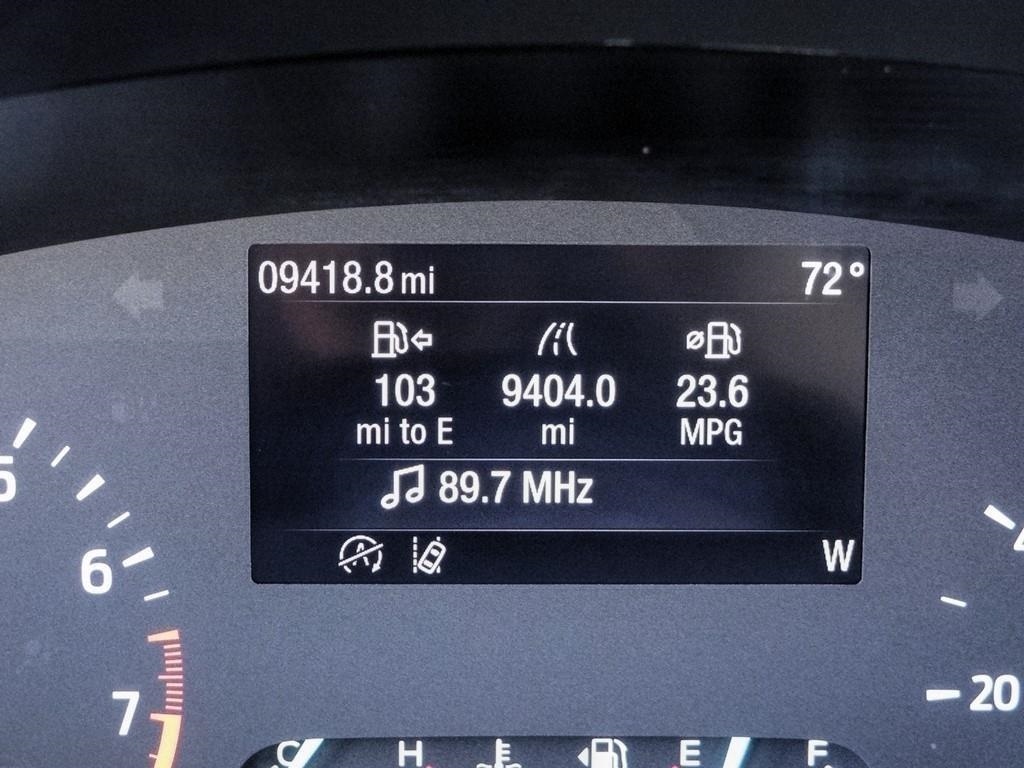 09418.8 mi 72°
103 9404.0 23.6
mi to E mi MPG
89.7 MHz
A W
5
6
7
20
C H E F